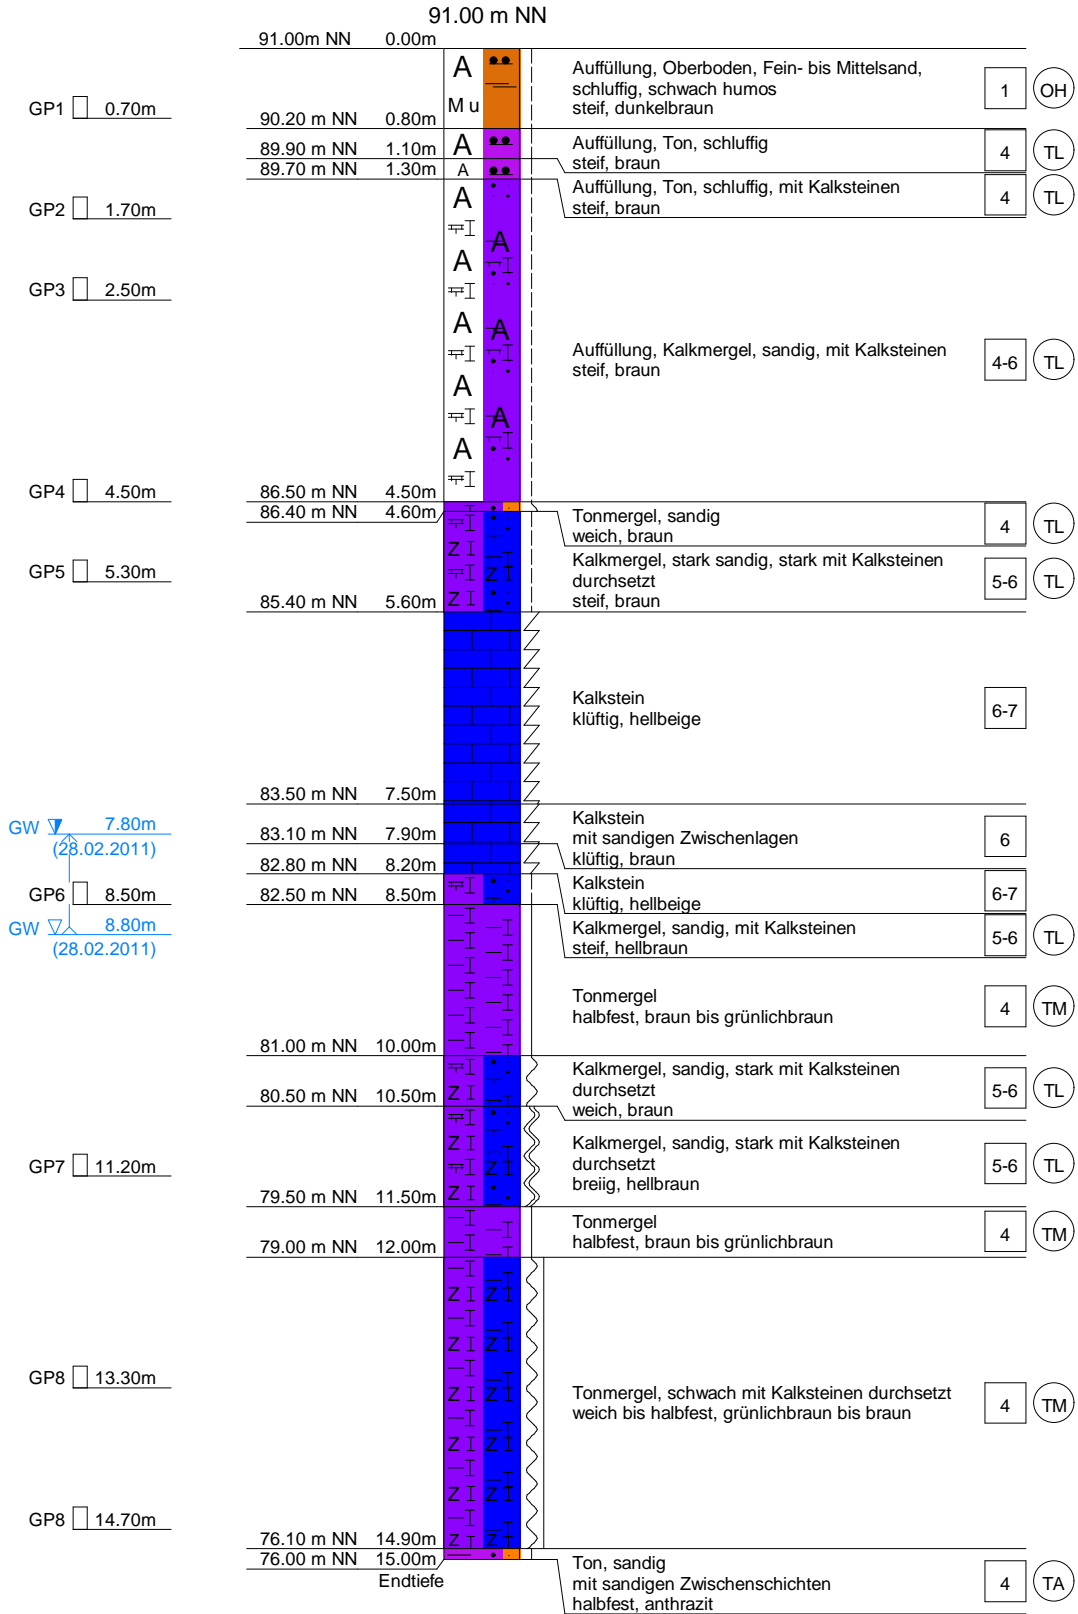 91.00 m NN
91.00m NN 0.00m
A
Auffüllung, Oberboden, Fein- bis Mittelsand,
schluffig, schwach humos
steif, dunkelbraun
1 OH
GP1 0.70m
Mu
90.20 m NN 0.80m
A
Auffüllung, Ton, schluffig
steif, braun
4 TL
89.90 m NN 1.10m
89.70 m NN 1.30m
A
Auffüllung, Ton, schluffig, mit Kalksteinen
steif, braun
4 TL
GP2 1.70m
A
A
A
GP3 2.50m
A
A
Auffüllung, Kalkmergel, sandig, mit Kalksteinen
steif, braun
4-6 TL
A
A
A
GP4 4.50m
86.50 m NN 4.50m
86.40 m NN 4.60m
Tonmergel, sandig
weich, braun
4 TL
Z
GP5 5.30m
Kalkmergel, stark sandig, stark mit Kalksteinen
durchsetzt
steif, braun
5-6 TL
Z
Z
85.40 m NN 5.60m
Kalkstein
klüftig, hellbeige
6-7
83.50 m NN 7.50m
GW 7.80m
(28.02.2011)
Kalkstein
mit sandigen Zwischenlagen
klüftig, braun
6
83.10 m NN 7.90m
82.80 m NN 8.20m
Kalkstein
klüftig, hellbeige
6-7
GP6 8.50m
82.50 m NN 8.50m
Kalkmergel, sandig, mit Kalksteinen
steif, hellbraun
5-6 TL
GW 8.80m
(28.02.2011)
Tonmergel
halbfest, braun bis grünlichbraun
4 TM
81.00 m NN 10.00m
Kalkmergel, sandig, stark mit Kalksteinen
durchsetzt
weich, braun
5-6 TL
Z
80.50 m NN 10.50m
Kalkmergel, sandig, stark mit Kalksteinen
durchsetzt
breiig, hellbraun
5-6 TL
Z
GP7 11.20m
Z
Z
79.50 m NN 11.50m
Tonmergel
halbfest, braun bis grünlichbraun
4 TM
79.00 m NN 12.00m
Z Z
Z Z
GP8 13.30m
Z Z
Tonmergel, schwach mit Kalksteinen durchsetzt
weich bis halbfest, grünlichbraun bis braun
4 TM
Z Z
Z Z
GP8 14.70m
Z Z
76.10 m NN 14.90m
76.00 m NN 15.00m
Endtiefe
Ton, sandig
mit sandigen Zwischenschichten
halbfest, anthrazit
4 TA